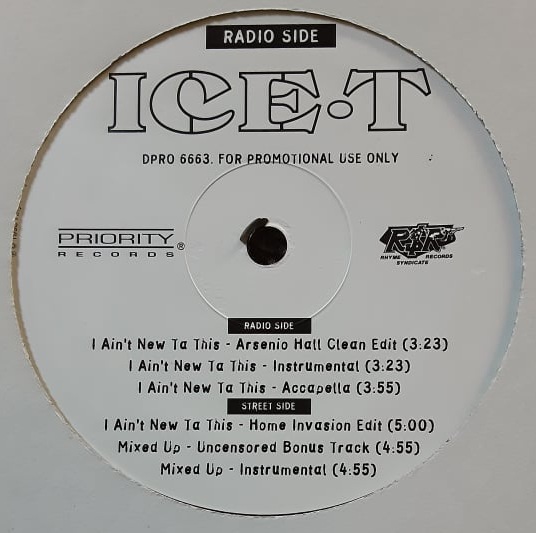 RADIO SIDE
ICE·T
DPRO 6663. FOR PROMOTIONAL USE ONLY
PRIORITY®
RECORDS
RHYME SYNDICATE RECORDS
RADIO SIDE
I Ain't New Ta This - Arsenio Hall Clean Edit (3:23)
I Ain't New Ta This - Instrumental (3:23)
I Ain't New Ta This - Accapella (3:55)
STREET SIDE
I Ain't New Ta This - Home Invasion Edit (5:00)
Mixed Up - Uncensored Bonus Track (4:55)
Mixed Up - Instrumental (4:55)